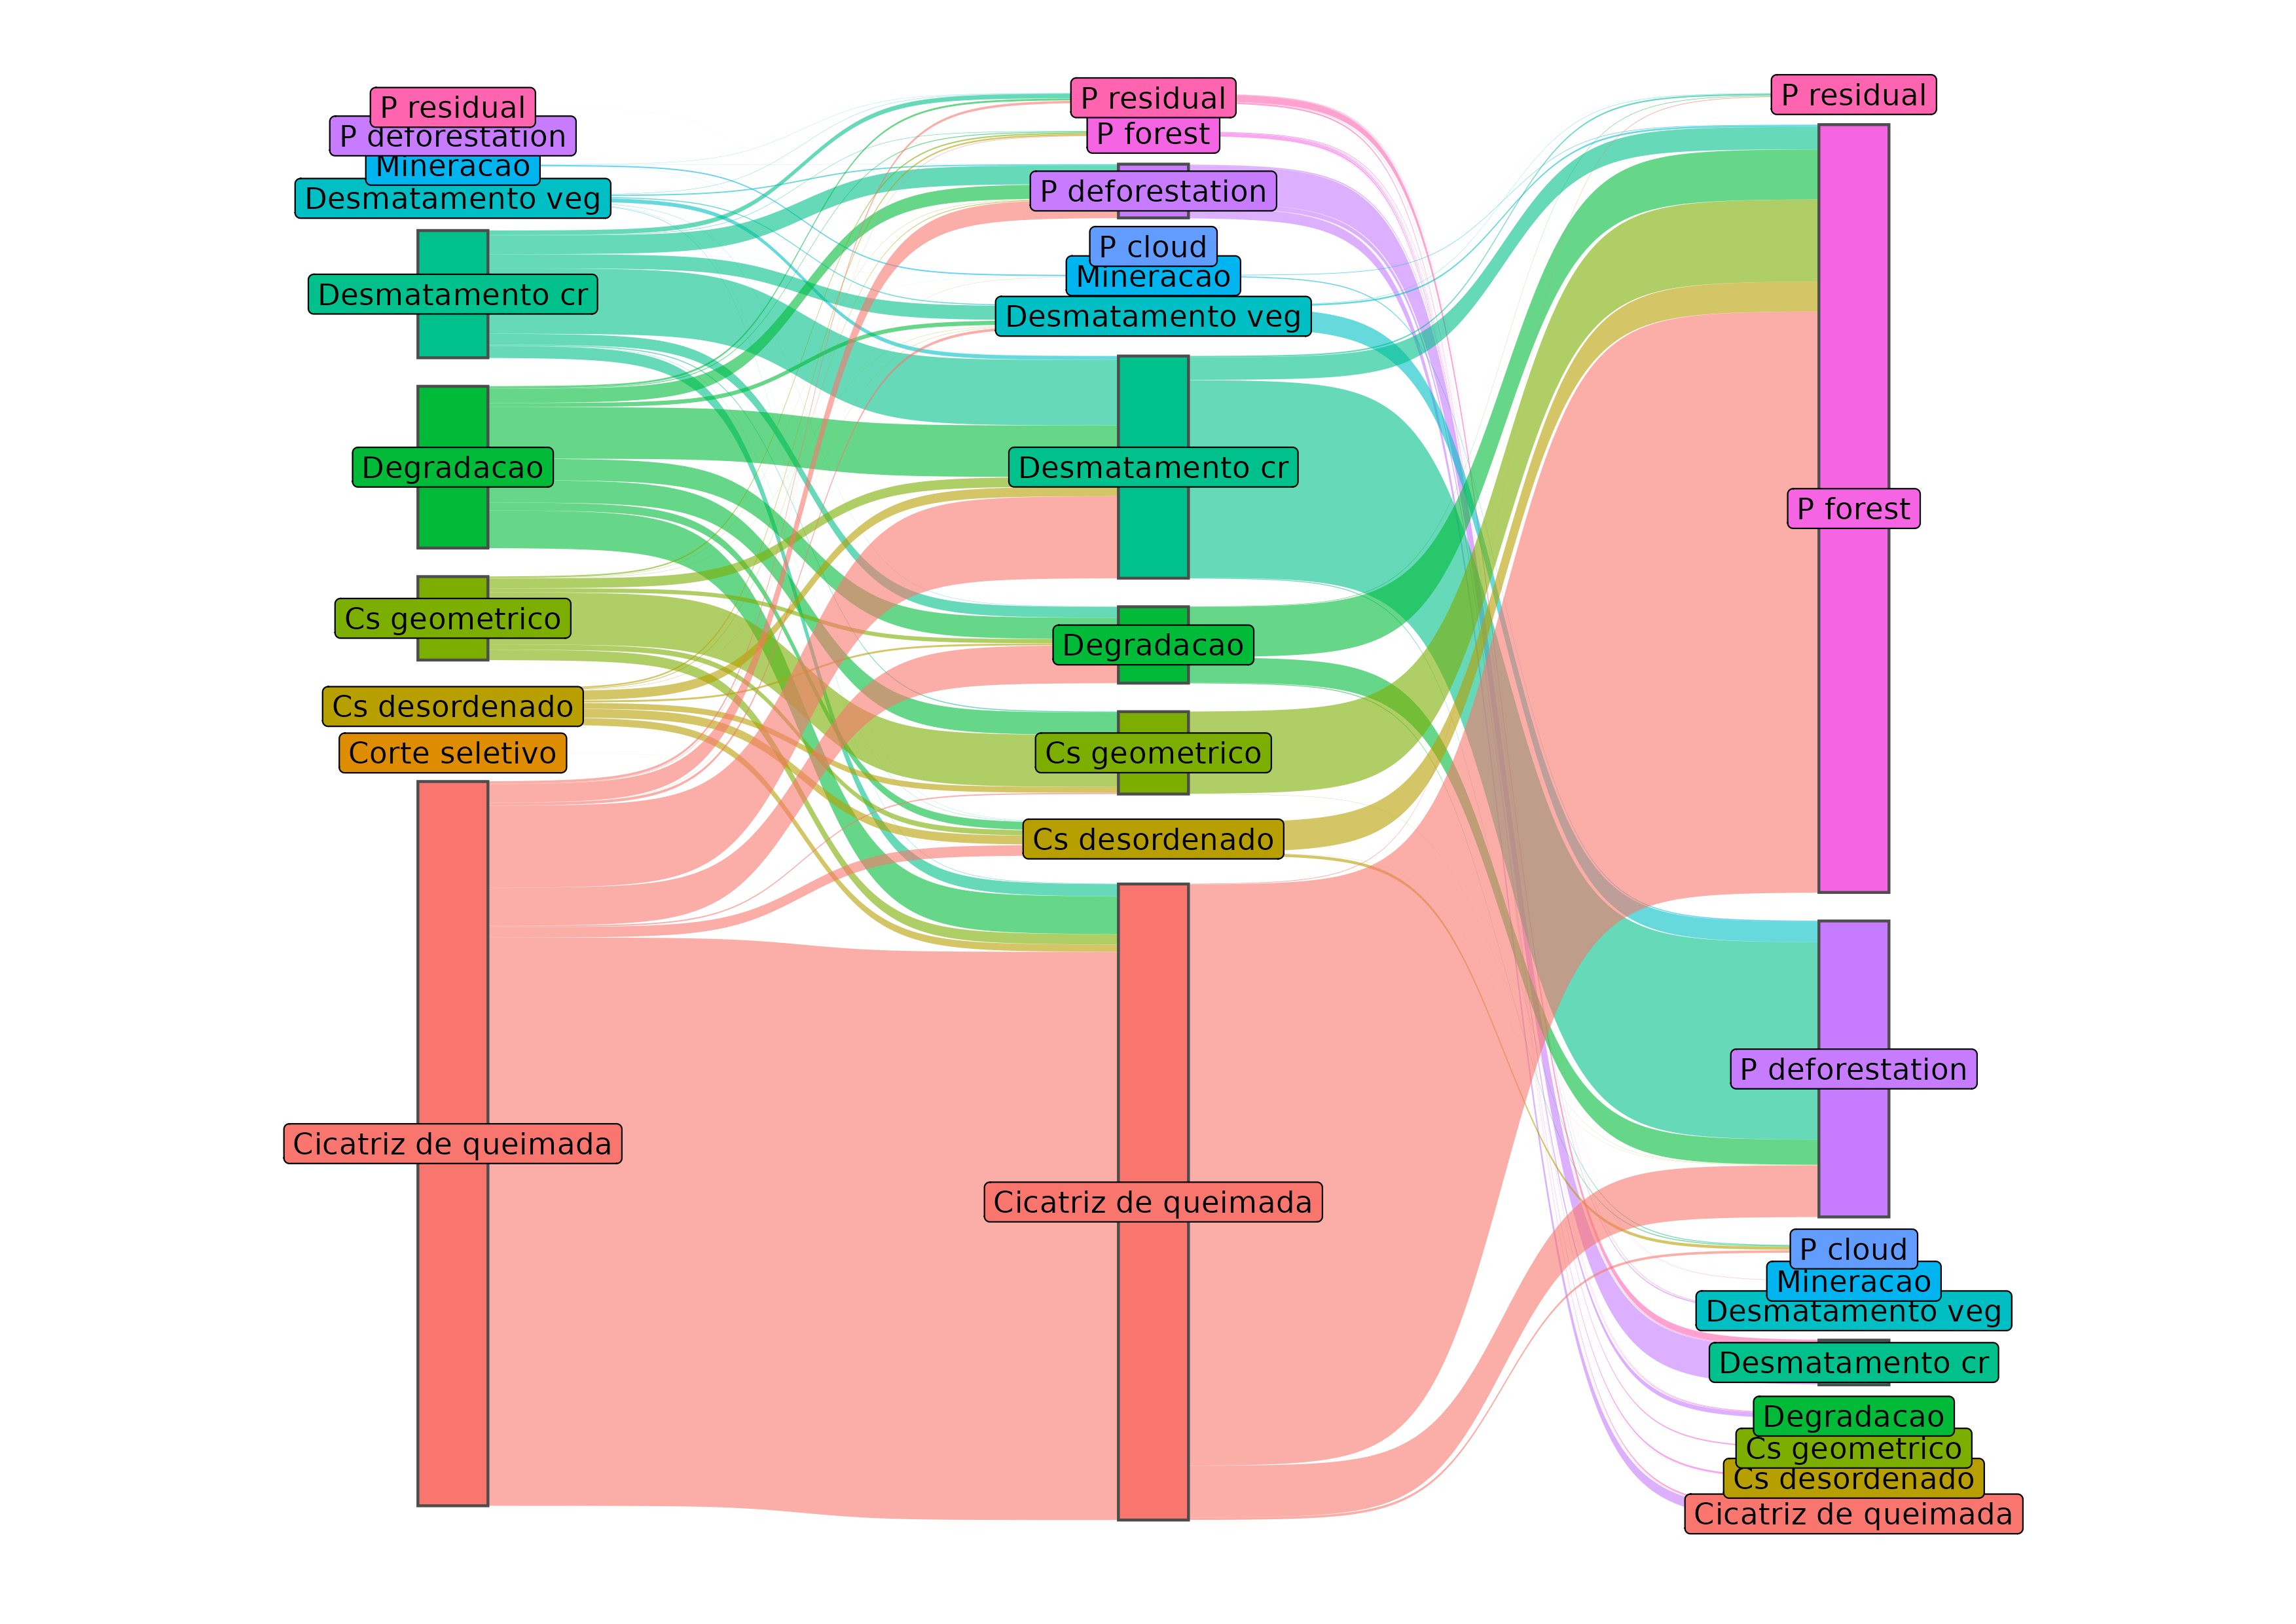 P residual
P deforestation
Mineracao
Desmatamento veg
Desmatamento cr
Degradacao
Cs geometrico
Cs desordenado
Corte seletivo
Cicatriz de queimada
P residual
P forest
P deforestation
P cloud
Mineracao
Desmatamento veg
Desmatamento cr
Degradacao
Cs geometrico
Cs desordenado
Cicatriz de queimada
P residual
P forest
P deforestation
P cloud
Mineracao
Desmatamento veg
Desmatamento cr
Degradacao
Cs geometrico
Cs desordenado
Cicatriz de queimada